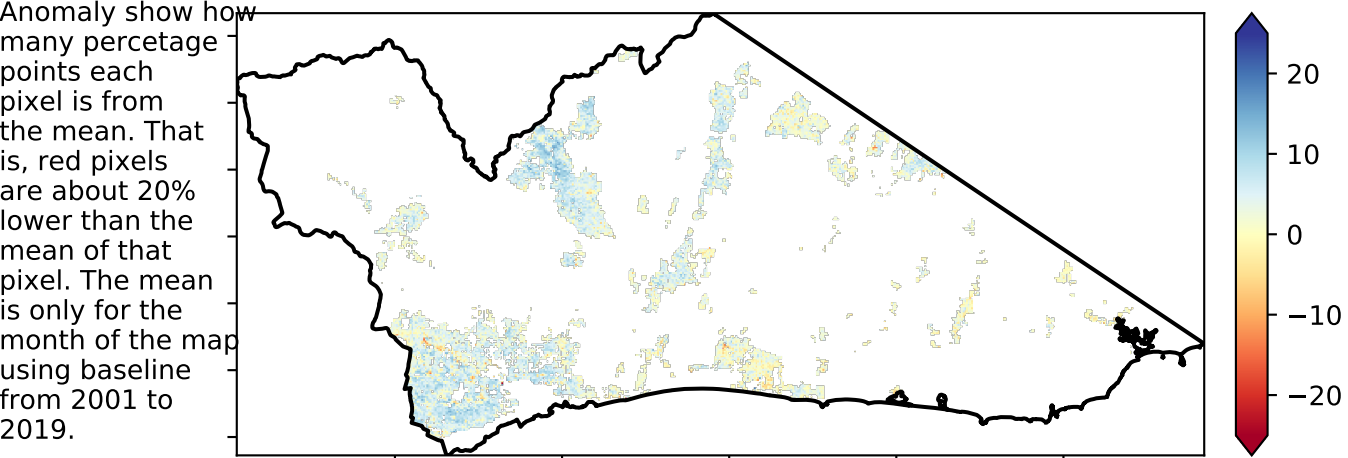 Anomaly show how
many percetage
points each
pixel is from
the mean. That
is, red pixels
are about 20%
lower than the
mean of that
pixel. The mean
is only for the
month of the map
using baseline
from 2001 to
2019.
20
10
0
−10
−20